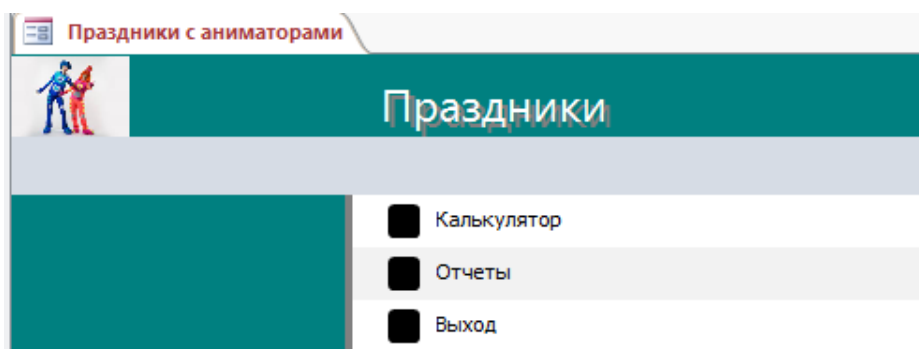 Праздники с аниматорами
Праздники
Калькулятор
Отчеты
Выход